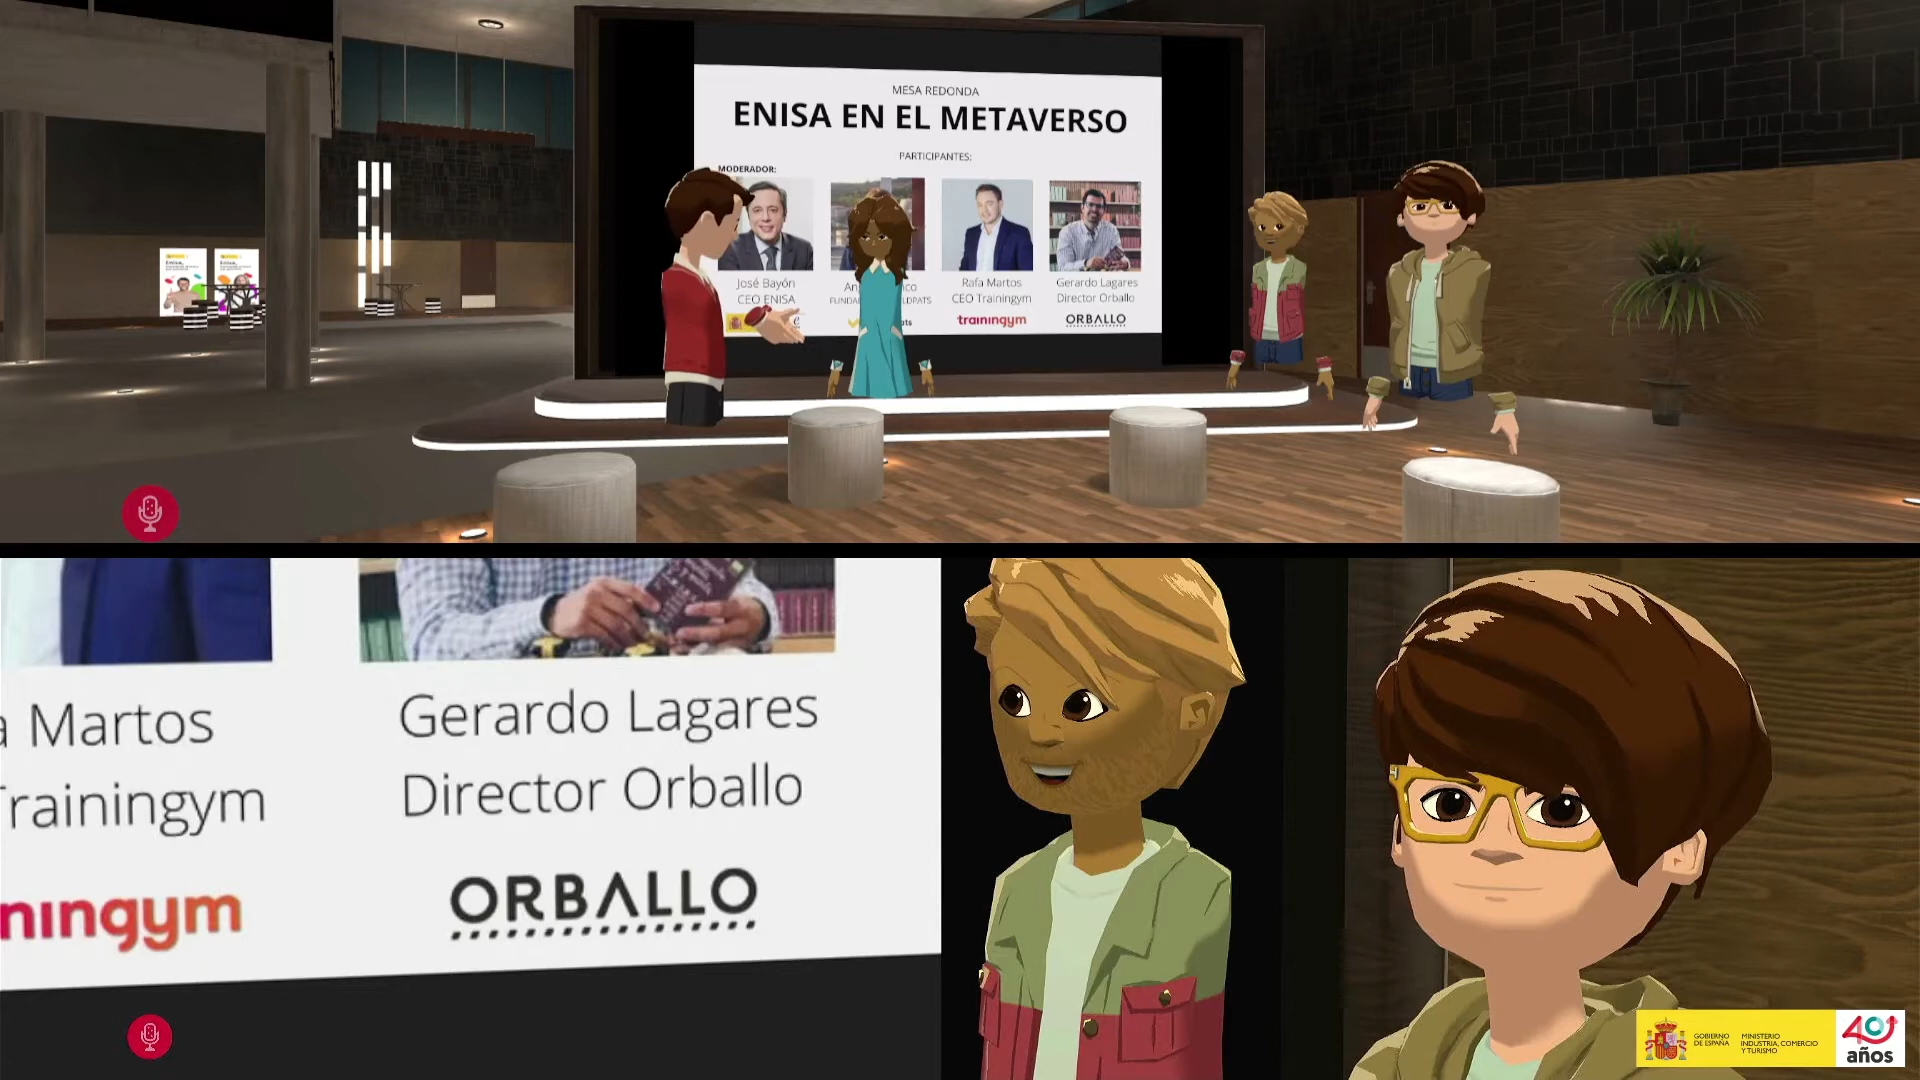 MESA REDONDA
ENISA EN EL METAVERSO
PARTICIPANTES:
MODERADOR:
José Bayón
CEO ENISA
Rafa Martos
CEO Trainingym
trainingym
Gerardo Lagares
Director Orballo
ORBALLO
a Martos
Trainingym
ningym
Gerardo Lagares
Director Orballo
ORBALLO
GOBIERNO
DE ESPAÑA
MINISTERIO
INDUSTRIA, COMERCIO
Y TURISMO
40
años